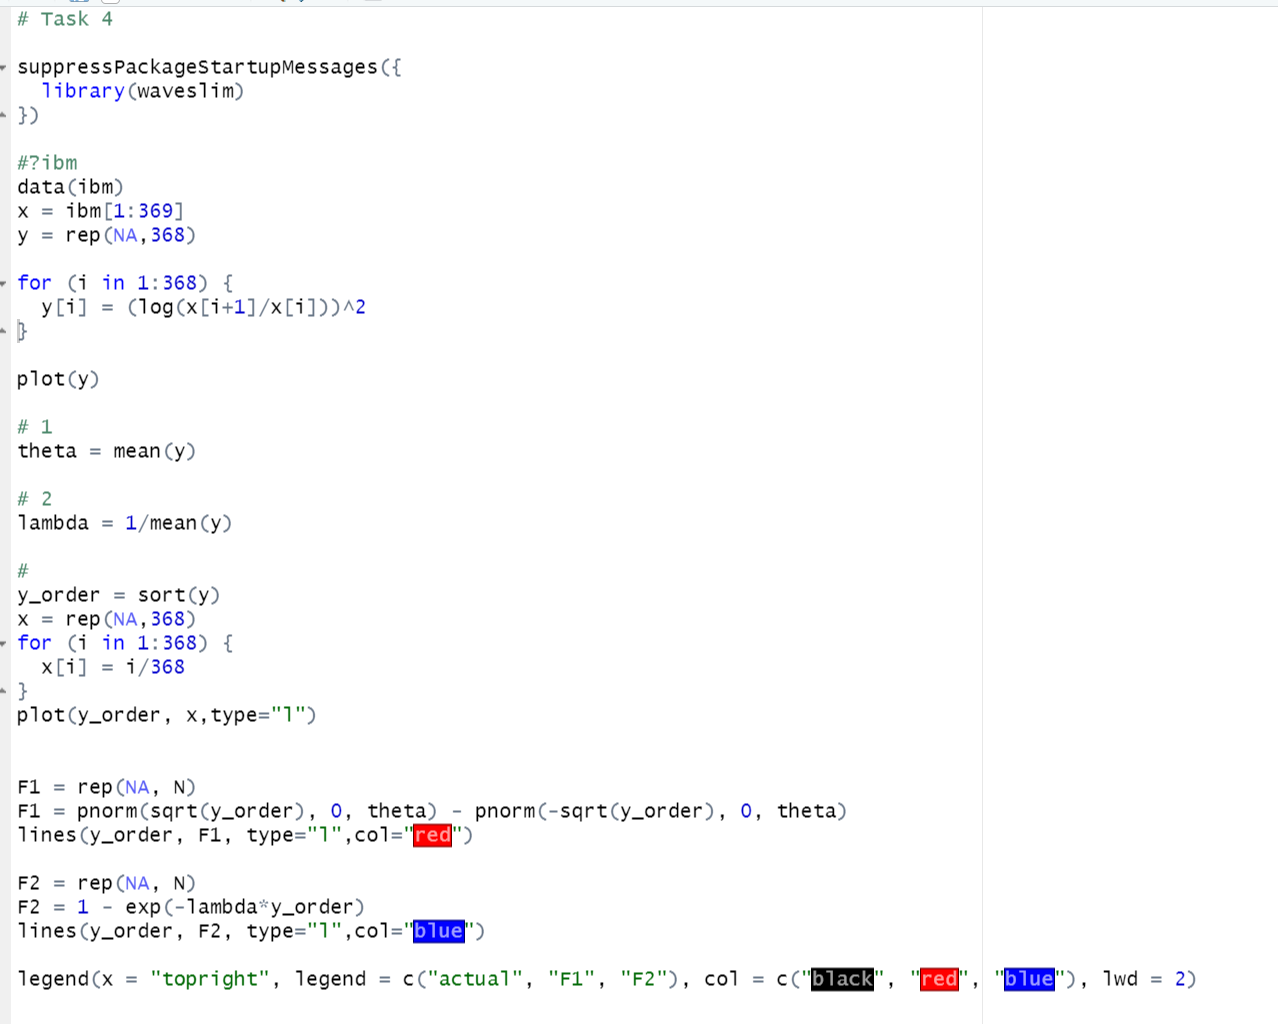 # Task 4
suppressPackageStartupMessages({
  library(waveslim)
})
#?ibm
data(ibm)
x = ibm[1:369]
y = rep(NA,368)
for (i in 1:368) {
  y[i] = (log(x[i+1]/x[i]))^2
}
plot(y)
# 1
theta = mean(y)
# 2
lambda = 1/mean(y)
#
y_order = sort(y)
x = rep(NA,368)
for (i in 1:368) {
  x[i] = i/368
}
plot(y_order, x,type="l")
F1 = rep(NA, N)
F1 = pnorm(sqrt(y_order), 0, theta) - pnorm(-sqrt(y_order), 0, theta)
lines(y_order, F1, type="l",col="red")
F2 = rep(NA, N)
F2 = 1 - exp(-lambda*y_order)
lines(y_order, F2, type="l",col="blue")
legend(x = "topright", legend = c("actual", "F1", "F2"), col = c("black", "red", "blue"), lwd = 2)